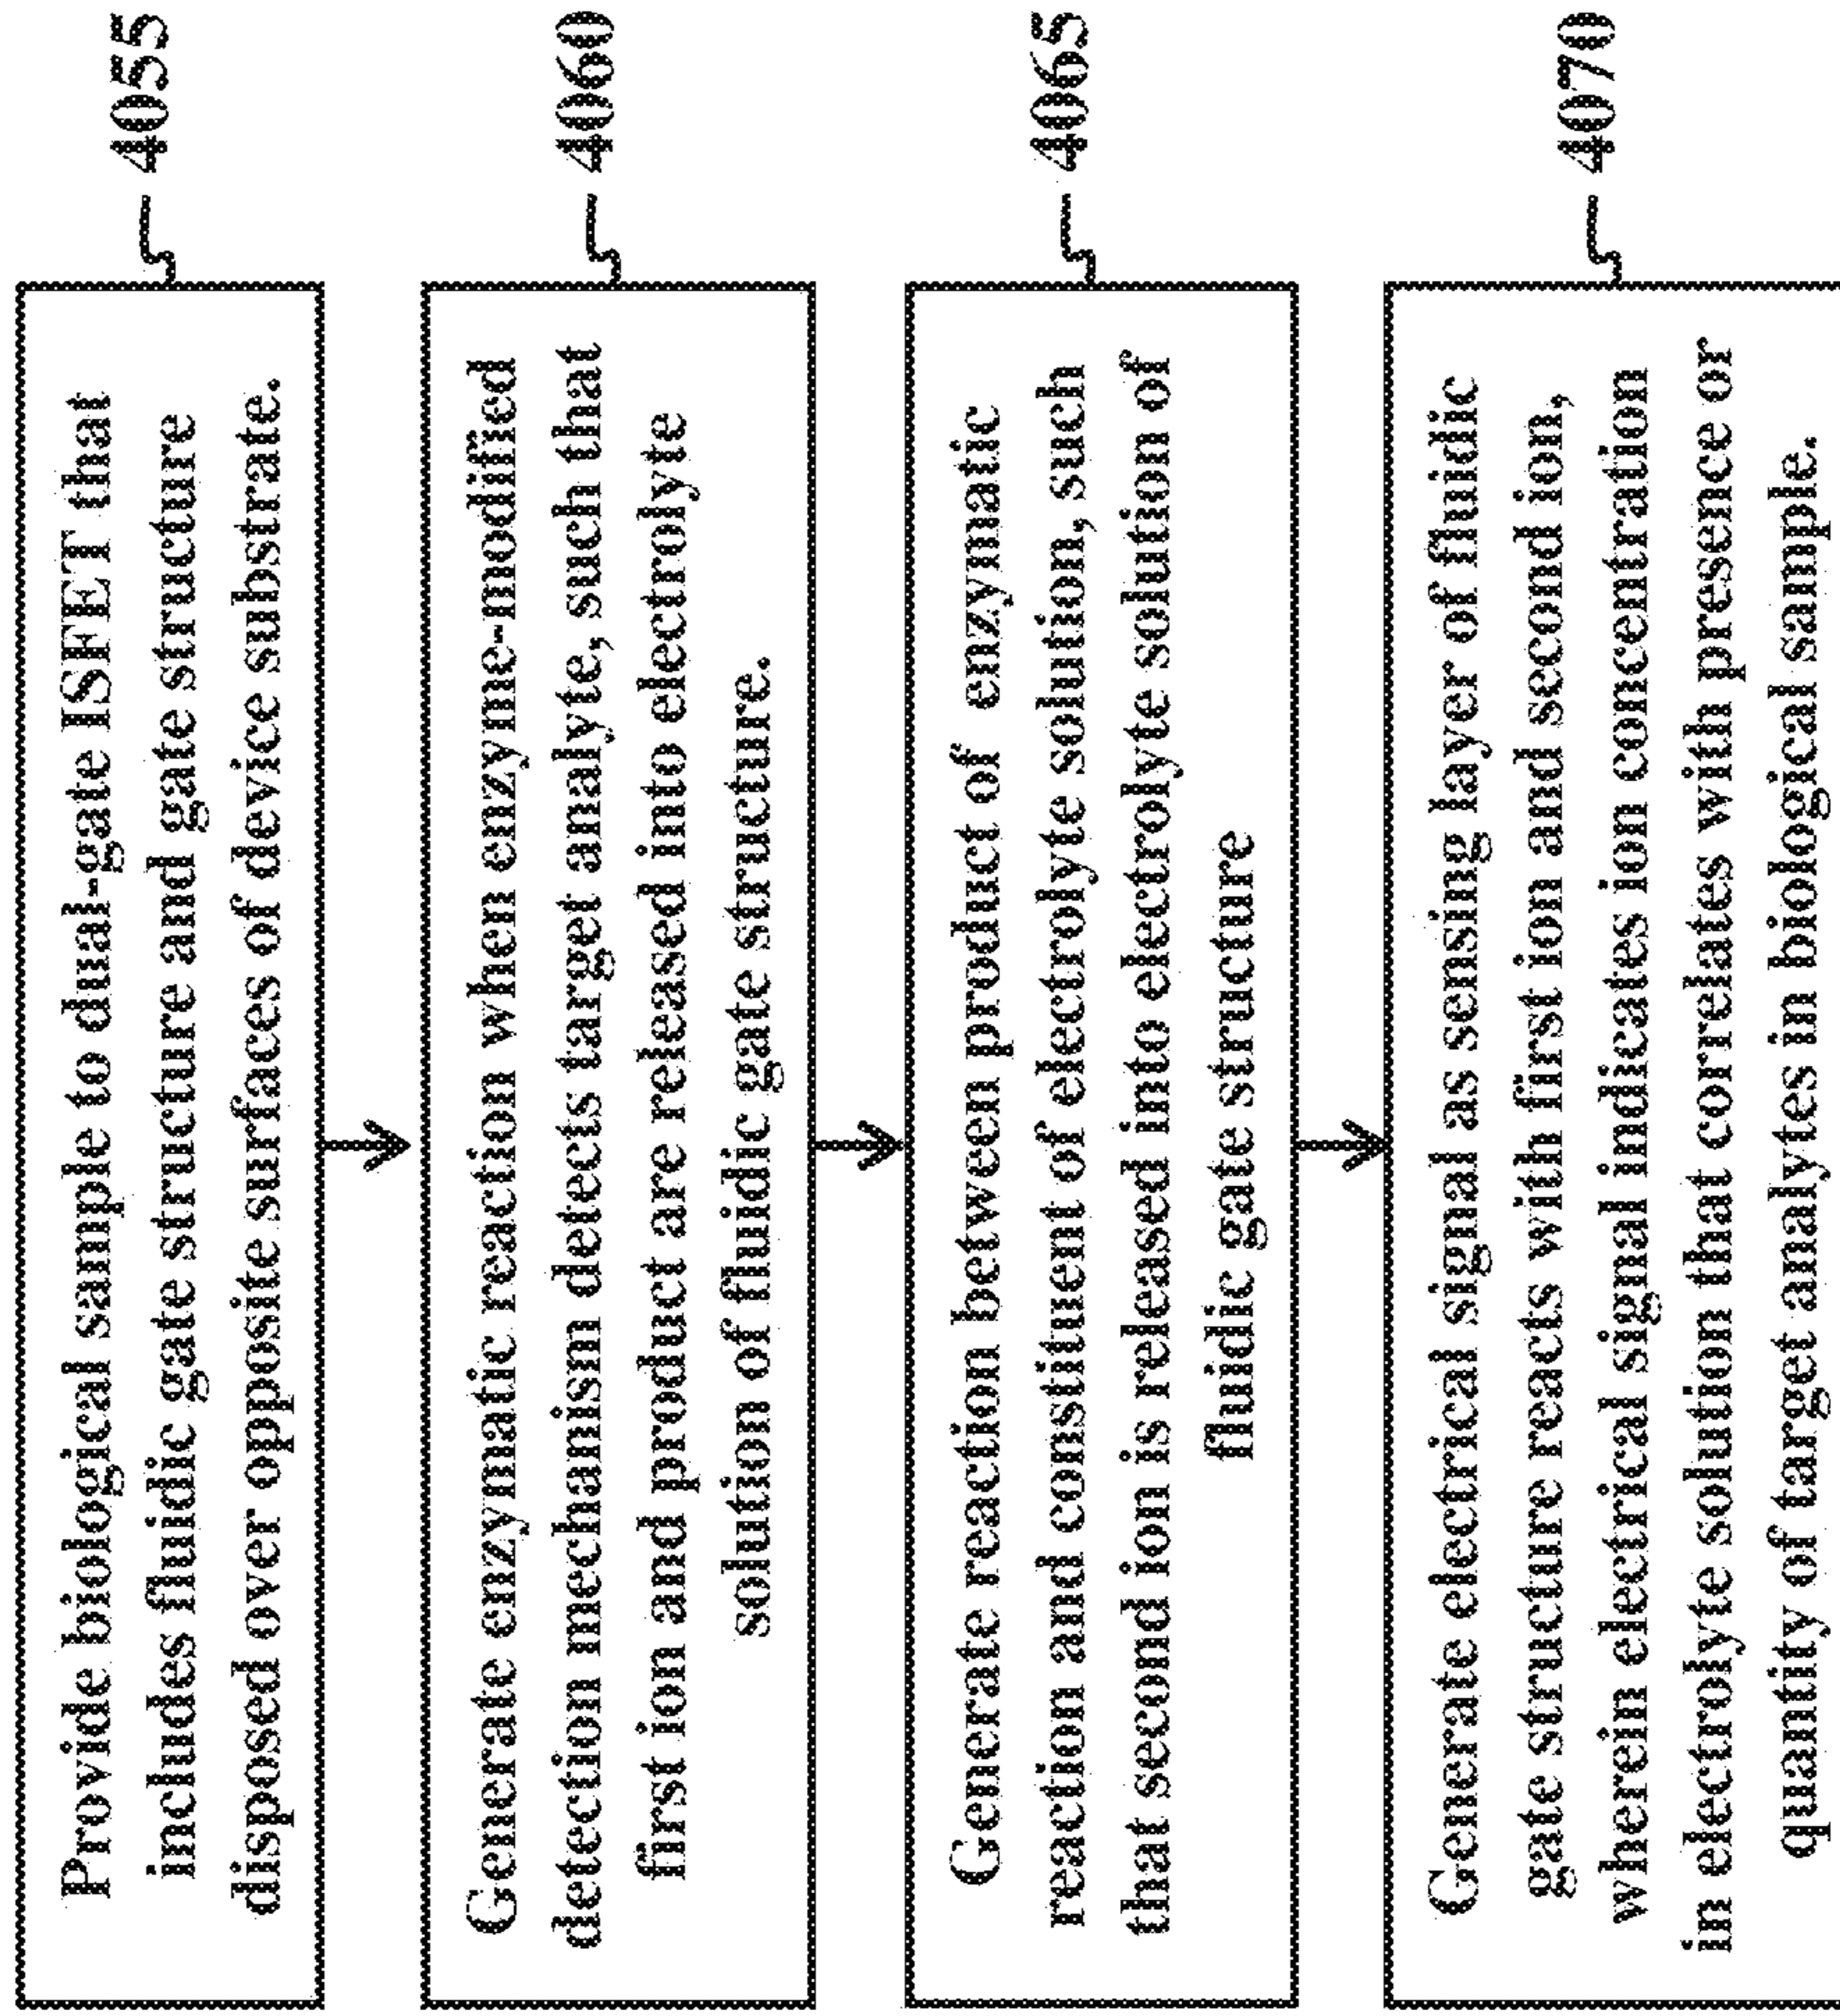 Provide biological sample to dual-gate ISFET that
includes fluidic gate structure and gate structure
disposed over opposite surfaces of device substrate.
4055
Generate enzymatic reaction when enzyme-modified
detection mechanism detects target analyte, such that
first ion and product are released into electrolyte
solution of fluidic gate structure.
4060
Generate reaction between product of enzymatic
reaction and constituent of electrolyte solution, such
that second ion is released into electrolyte solution of
fluidic gate structure
4065
Generate electrical signal as sensing layer of fluidic
gate structure reacts with first ion and second ion,
wherein electrical signal indicates ion concentration
in electrolyte solution that correlates with presence or
quantity of target analytes in biological sample.
4070